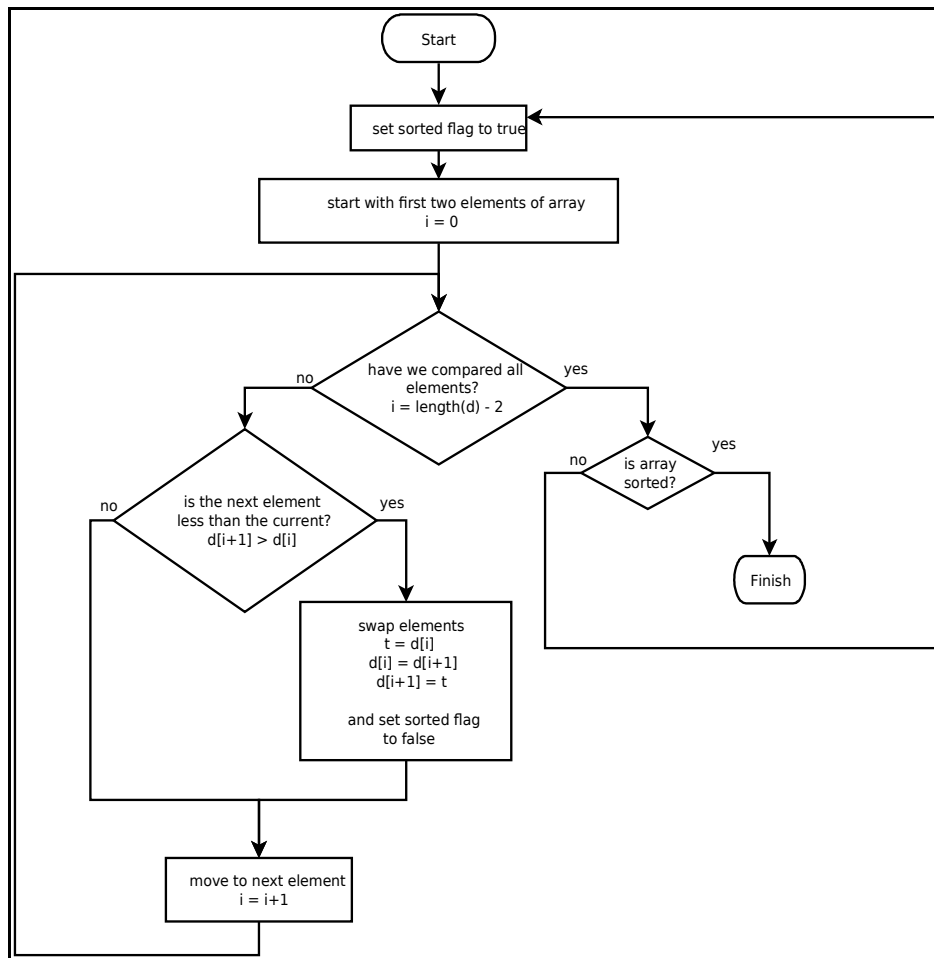 Start
set sorted flag to true
start with first two elements of array
i = 0
have we compared all
elements?
i = length(d) - 2
no
yes
is the next element
less than the current?
d[i+1] > d[i]
no
yes
is array
sorted?
no
yes
Finish
swap elements
t = d[i]
d[i] = d[i+1]
d[i+1] = t
and set sorted flag
to false
move to next element
i = i+1